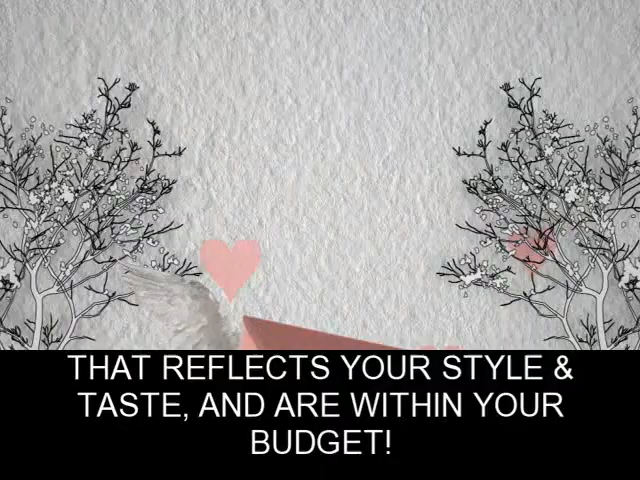 THAT REFLECTS YOUR STYLE &
TASTE, AND ARE WITHIN YOUR
BUDGET!